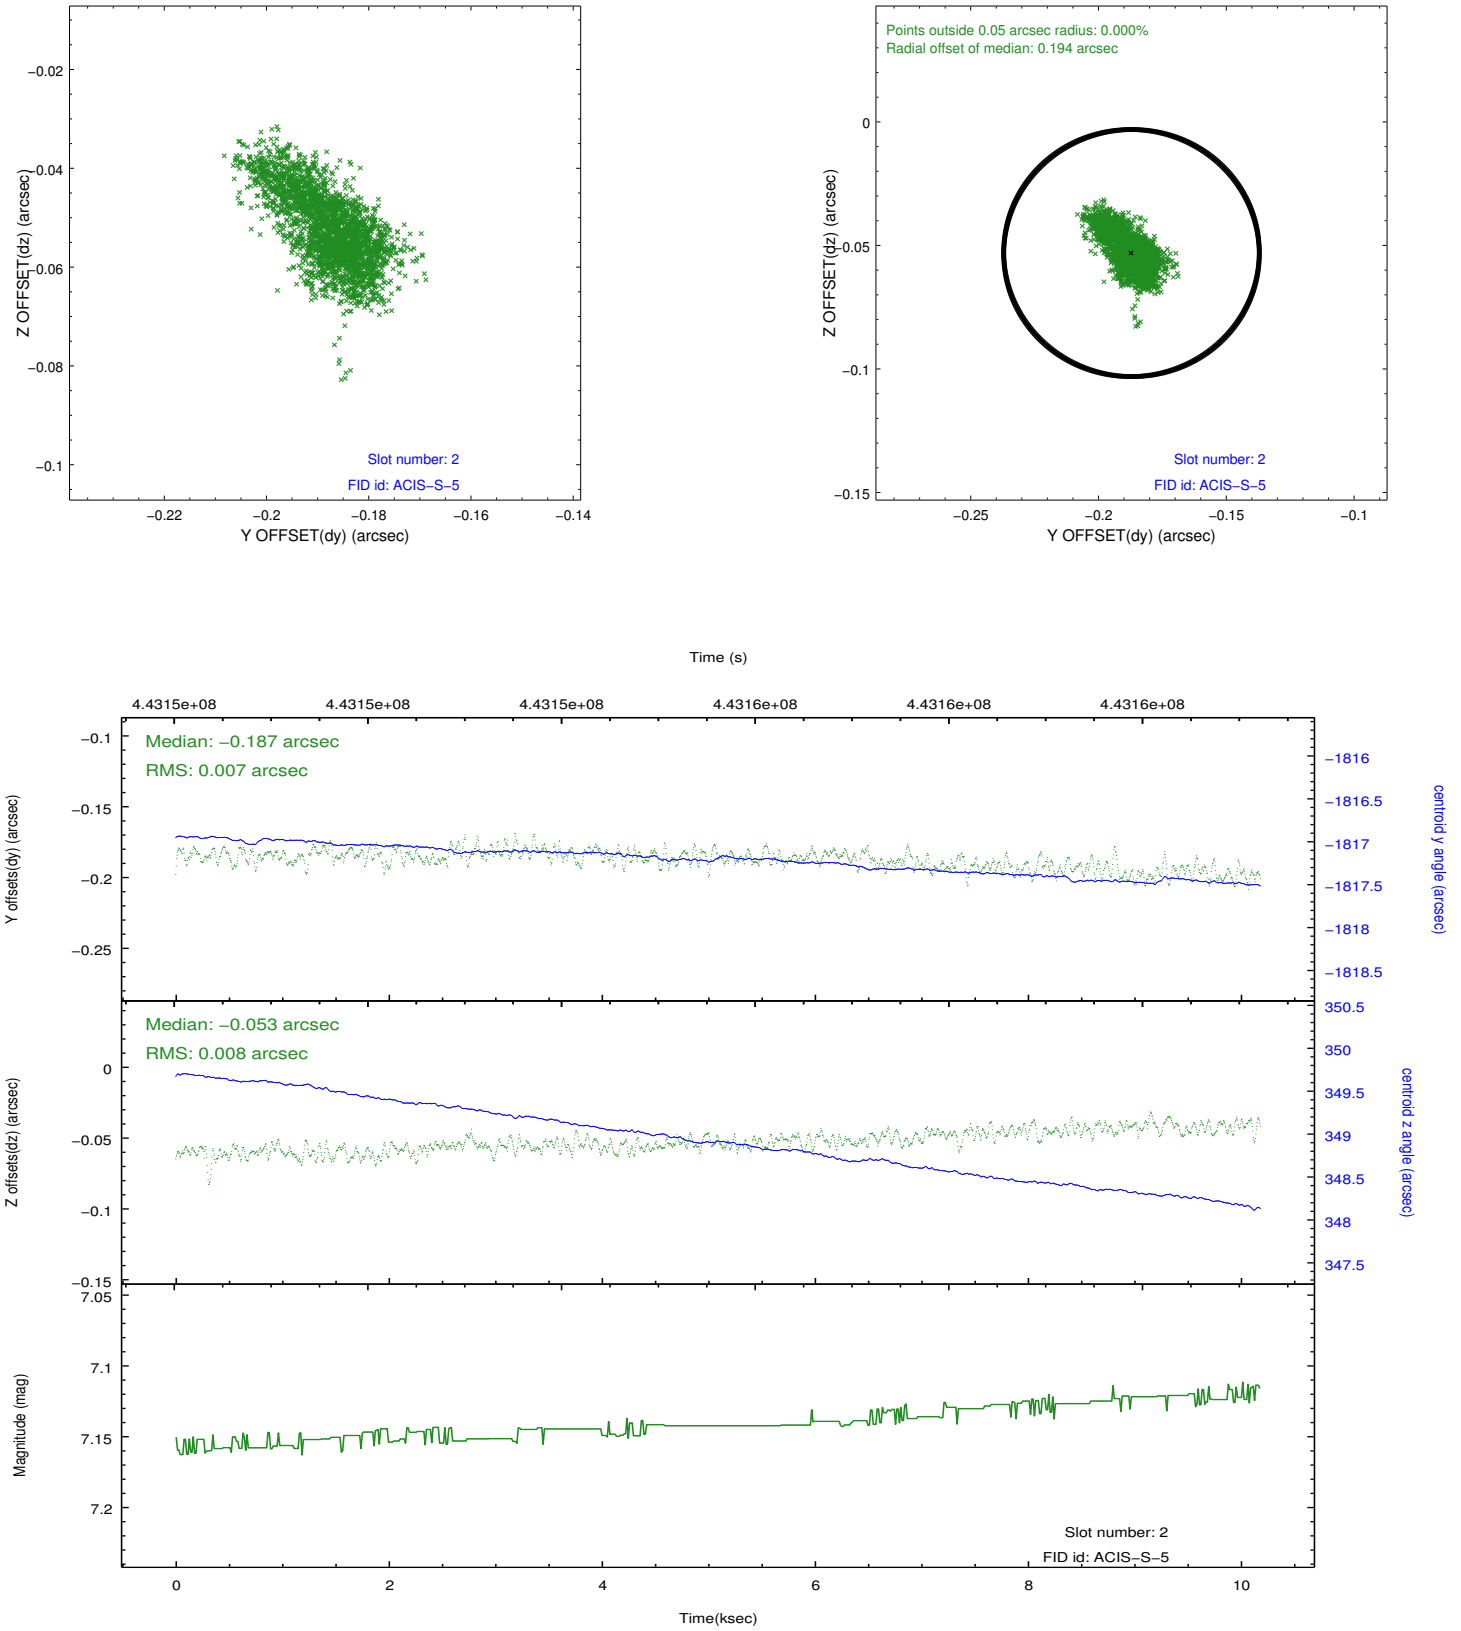 −0.02
−0.04
−0.06
−0.08
−0.1
Z OFFSET(dz) (arcsec)
Slot number: 2
FID id: ACIS−S−5
−0.22 −0.2 −0.18 −0.16 −0.14
Y OFFSET(dy) (arcsec)
Points outside 0.05 arcsec radius: 0.000%
Radial offset of median: 0.194 arcsec
0
−0.05
−0.1
−0.15
Z OFFSET(dz) (arcsec)
Slot number: 2
FID id: ACIS−S−5
−0.25 −0.2 −0.15 −0.1
Y OFFSET(dy) (arcsec)
Time (s)
4.4315e+08 4.4315e+08 4.4315e+08 4.4316e+08 4.4316e+08 4.4316e+08
Median: −0.187 arcsec
RMS: 0.007 arcsec
−0.1
−0.15
−0.2
−0.25
Y offsets(dy) (arcsec)
−1816
−1816.5
−1817
−1817.5
−1818
−1818.5
centroid y angle (arcsec)
Median: −0.053 arcsec
RMS: 0.008 arcsec
0
−0.05
−0.1
−0.15
Z offsets(dz) (arcsec)
350.5
350
349.5
349
348.5
348
347.5
centroid z angle (arcsec)
7.05
7.1
7.15
7.2
Magnitude (mag)
Slot number: 2
FID id: ACIS−S−5
0 2 4 6 8 10
Time(ksec)